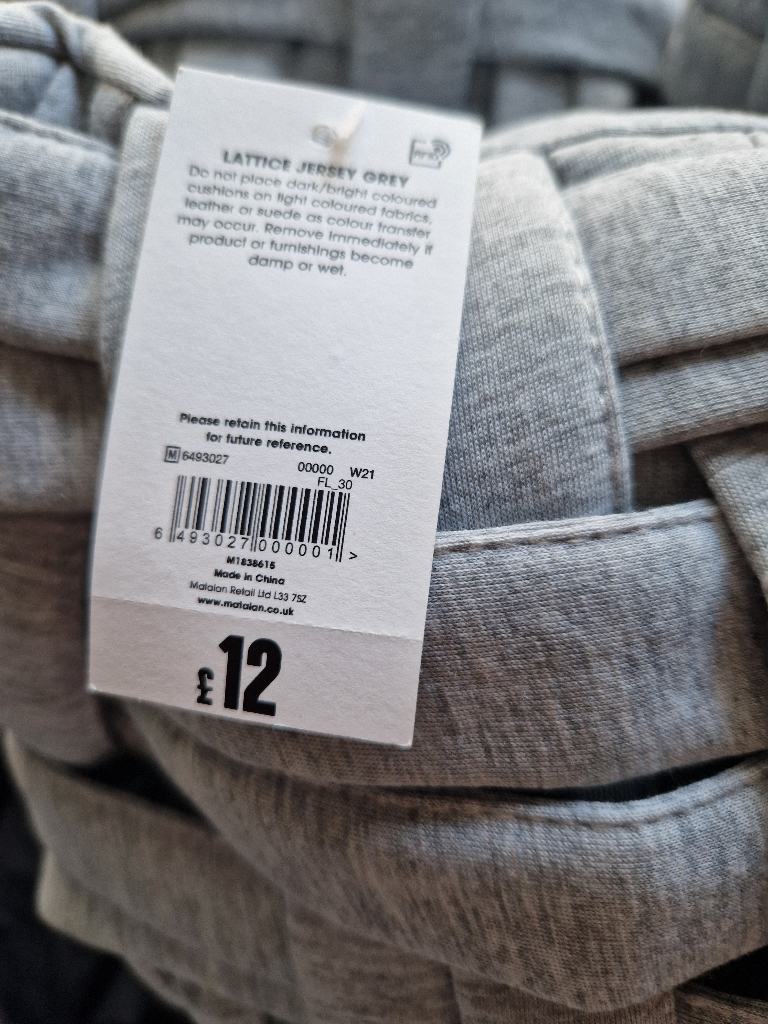 RFID
LATTICE JERSEY GREY
Do not place dark/bright coloured
cushions on light coloured fabrics,
leather or suede as colour transfer
may occur. Remove immediately if
product or furnishings become
damp or wet.
Please retain this information
for future reference.
M 6493027 00000 W21
FL_30
6 493027 000001 >
M1838615
Made in China
Matalan Retail Ltd L33 7SZ
www.matalan.co.uk
£12